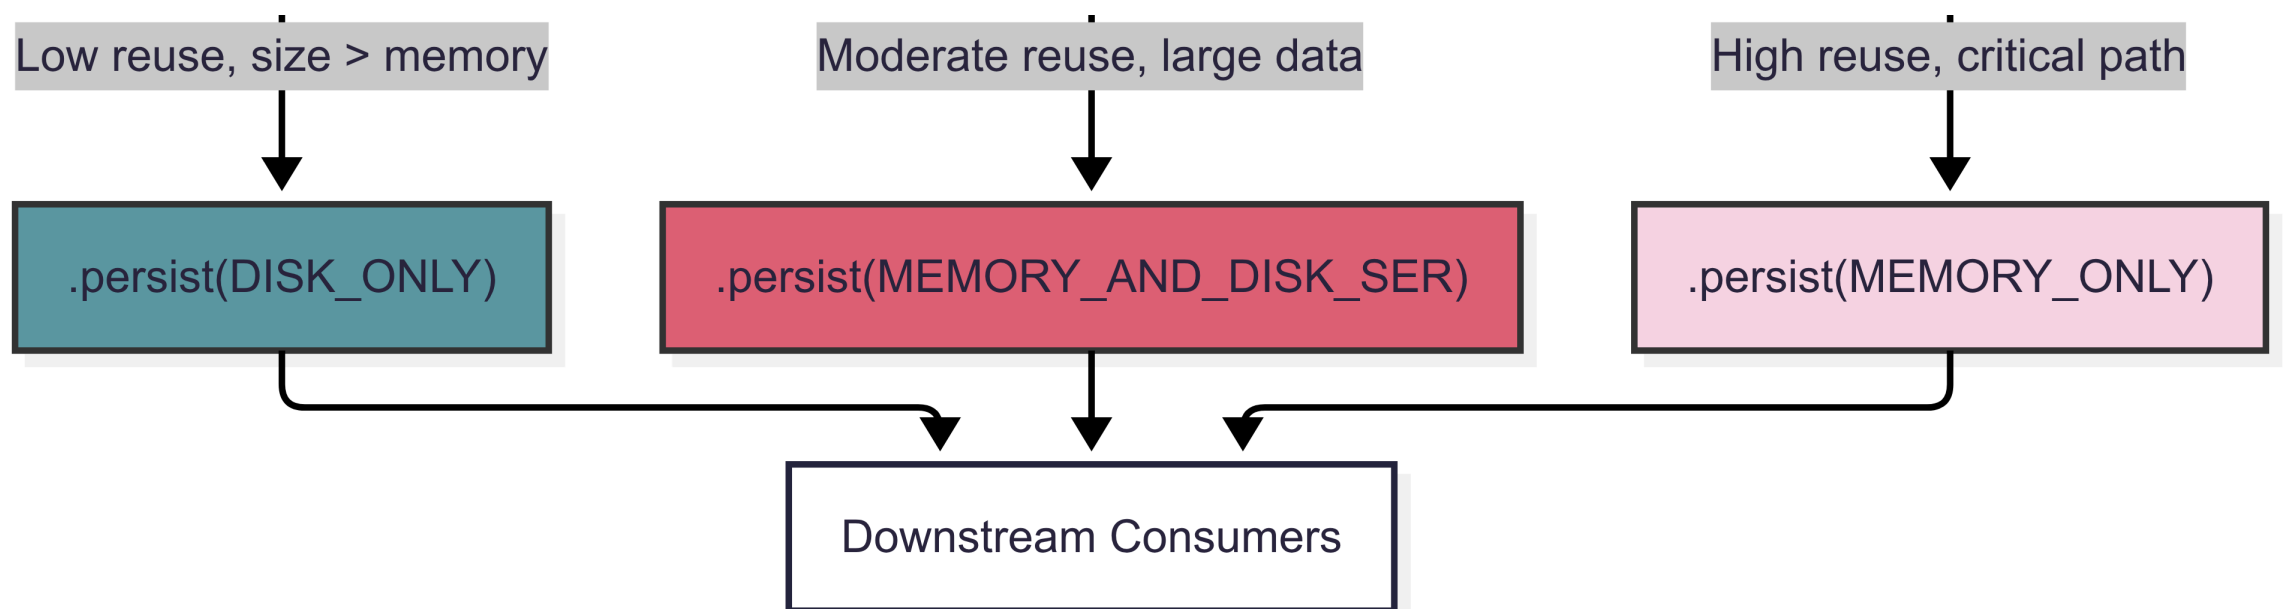 Low reuse, size > memory
Moderate reuse, large data
High reuse, critical path
.persist(DISK_ONLY)
.persist(MEMORY_AND_DISK_SER)
.persist(MEMORY_ONLY)
Downstream Consumers